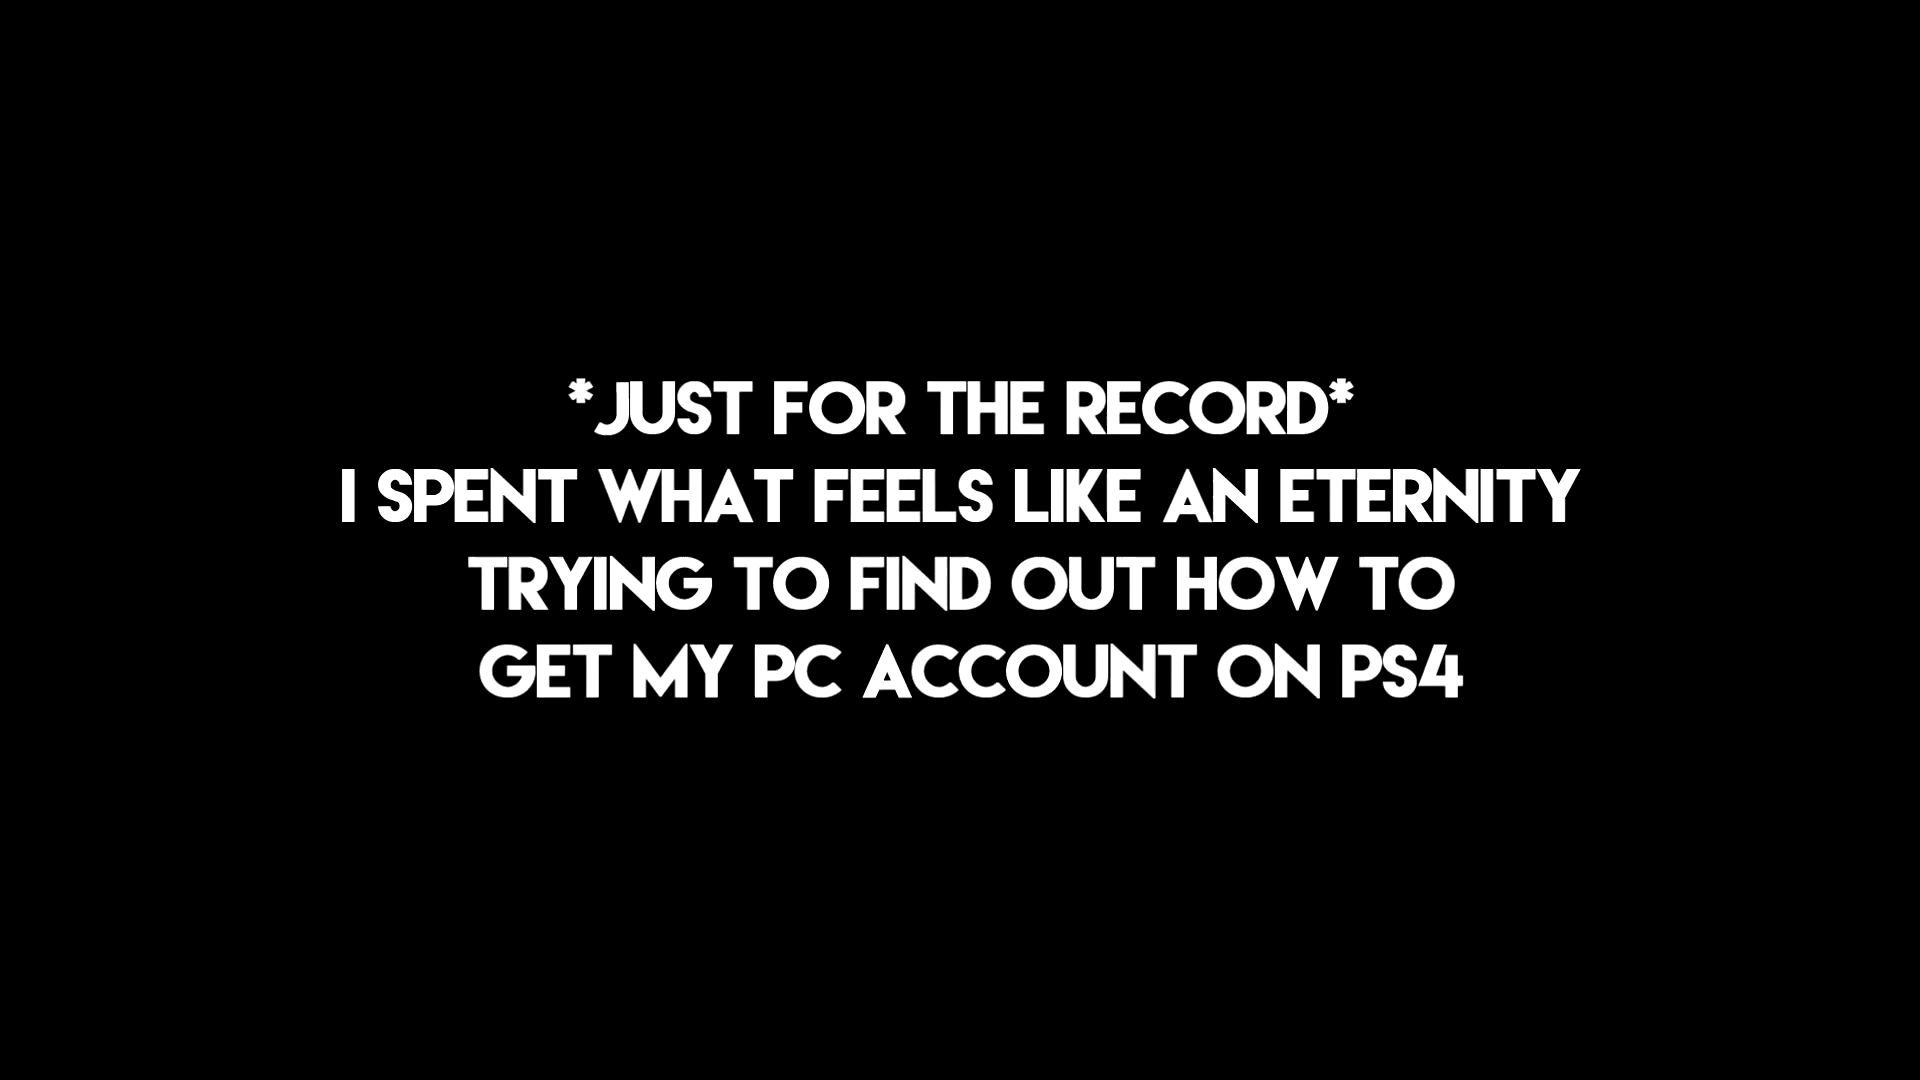 *JUST FOR THE RECORD*
I SPENT WHAT FEELS LIKE AN ETERNITY
TRYING TO FIND OUT HOW TO
GET MY PC ACCOUNT ON PS4